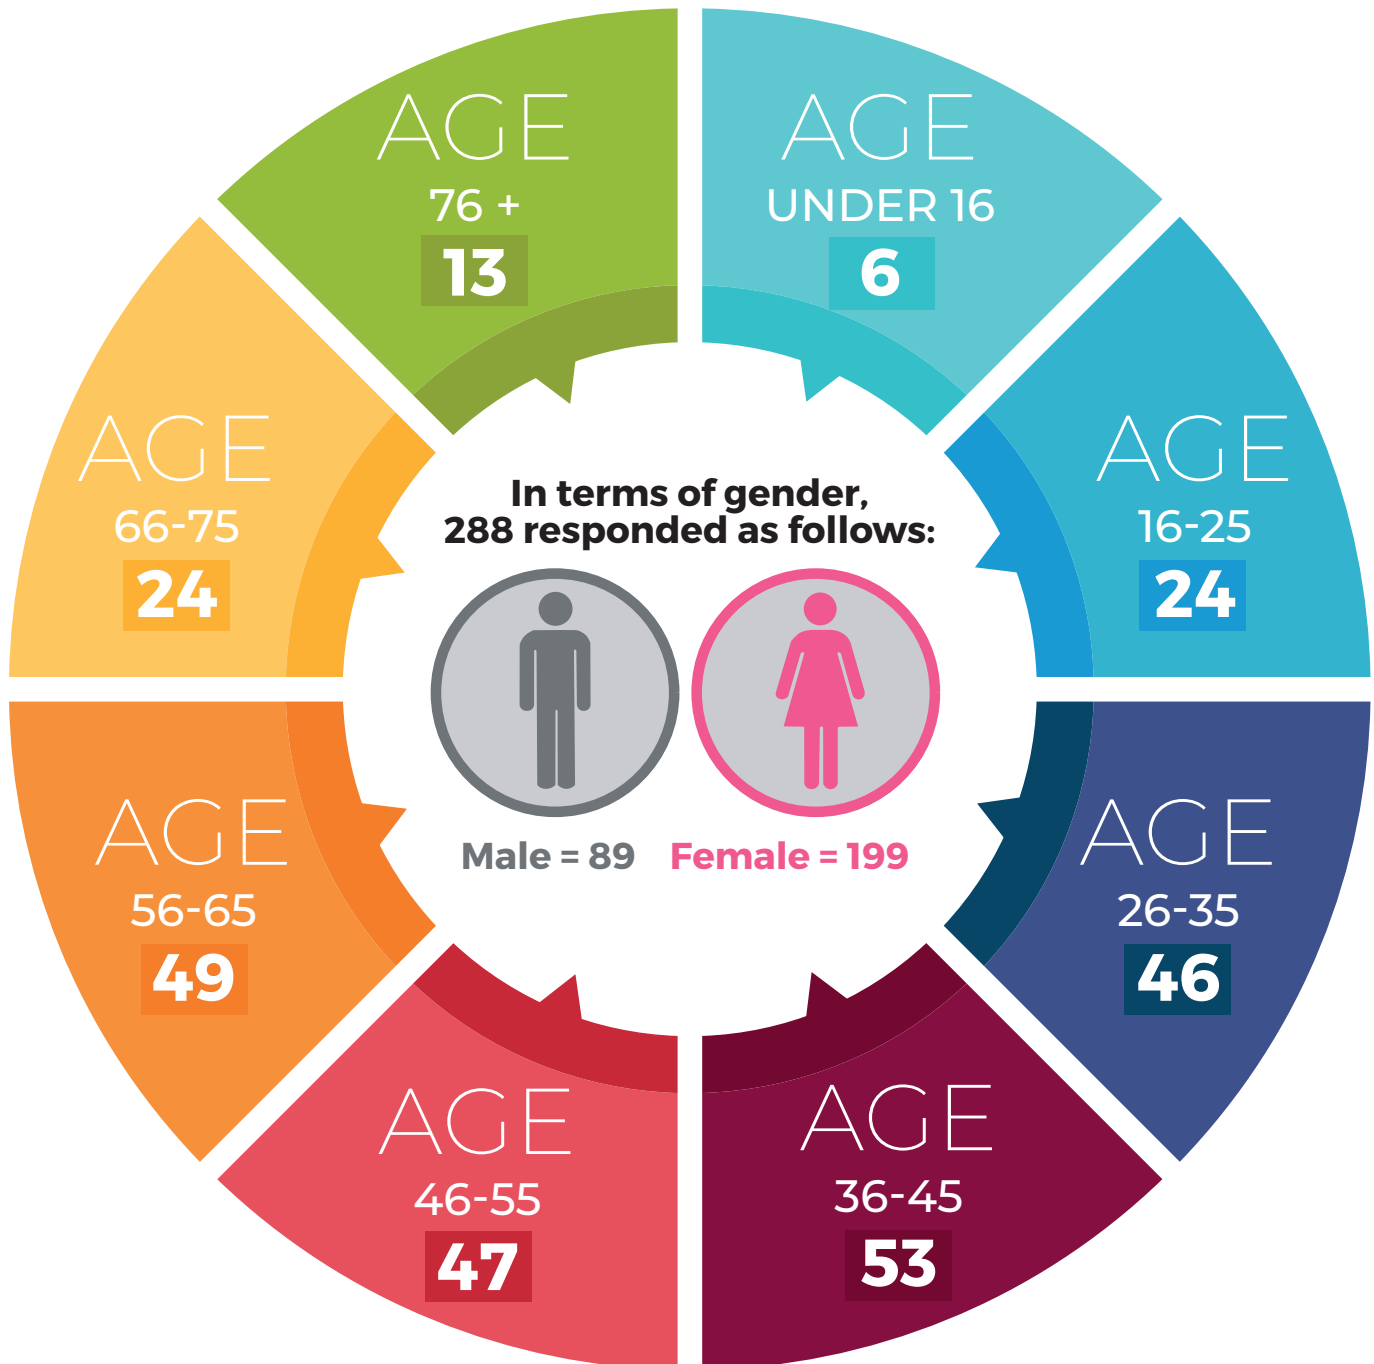 AGE
UNDER 16
6
AGE
16-25
24
AGE
26-35
46
AGE
36-45
53
AGE
46-55
47
AGE
56-65
49
AGE
66-75
24
AGE
76 +
13
In terms of gender,
288 responded as follows:
Male = 89
Female = 199